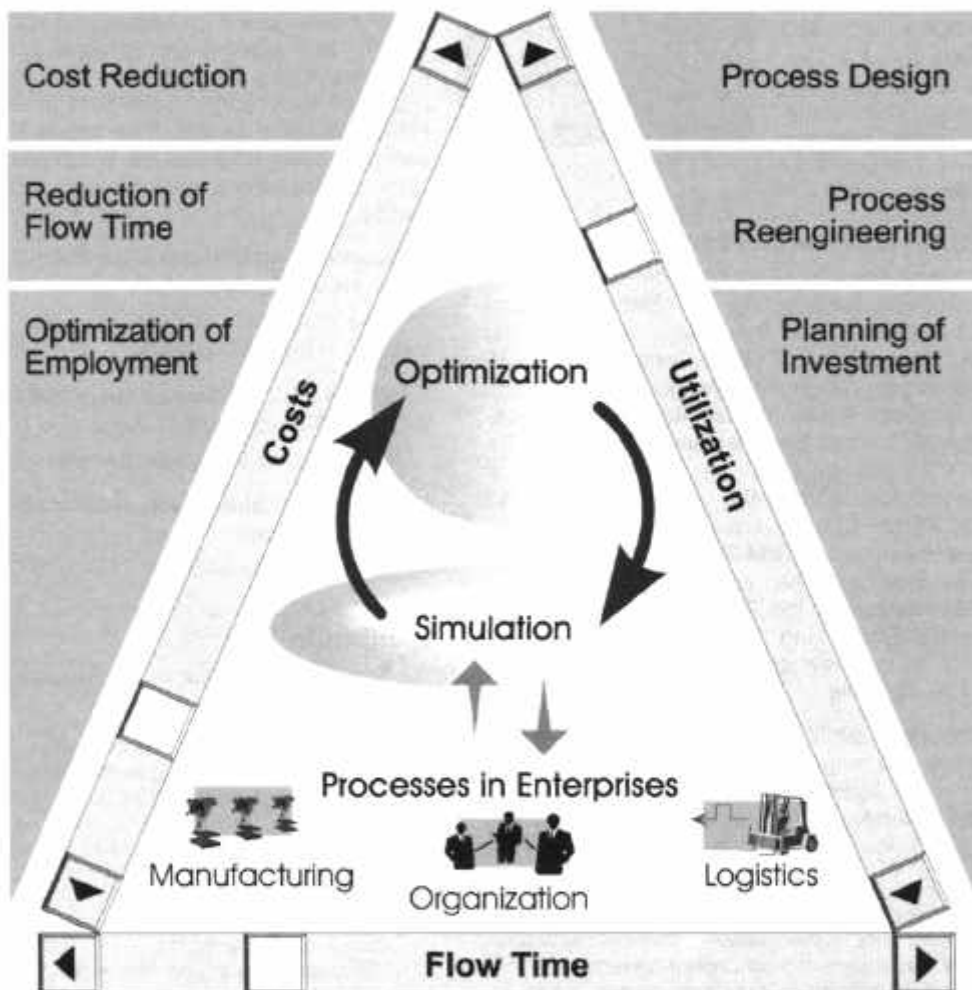 Cost Reduction
Process Design
Reduction of
Flow Time
Process
Reengineering
Optimization of
Employment
Planning of
Investment
Optimization
Costs
Utilization
Simulation
Processes in Enterprises
Manufacturing
Organization
Logistics
Flow Time